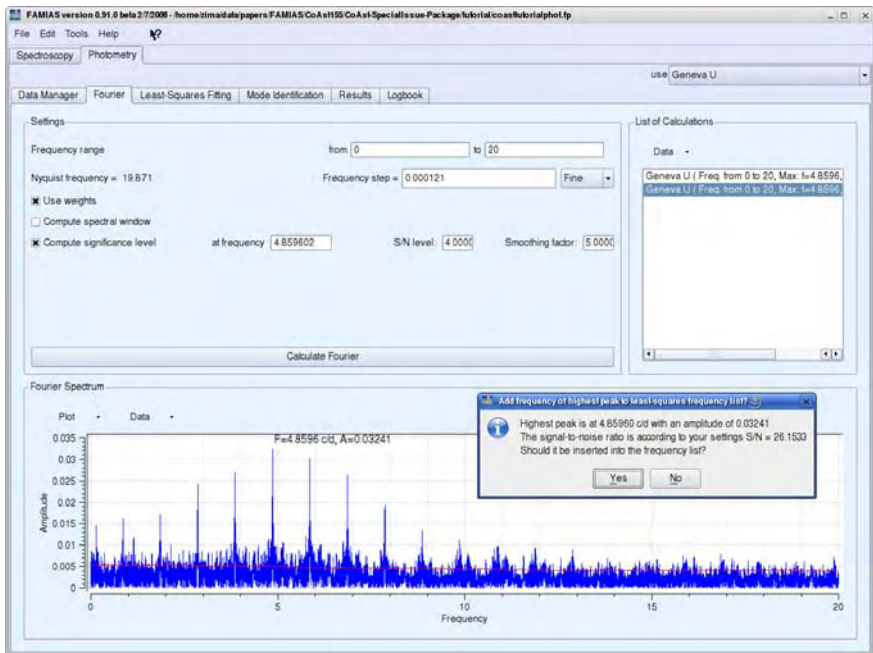 FAMIAS version 0.91.0 beta 2/7/2008 - /home/zima/data/papers/FAMIAS/CoAst155/CoAst-SpecialIssue-Package/tutorial/coasttutorialphot.fp
File Edit Tools Help
Spectroscopy Photometry
use Geneva U
Data Manager Fourier Least-Squares Fitting Mode Identification Results Logbook
Settings
List of Calculations
Frequency range from 0 to 20
Data
Nyquist frequency = 19.871 Frequency step = 0.000121 Fine
Geneva U ( Freq. from 0 to 20, Max: f=4.8596,
Geneva U ( Freq. from 0 to 20, Max: f=4.8596,
Use weights
Compute spectral window
Compute significance level at frequency 4.859602 S/N level: 4.0000 Smoothing factor: 5.0000
Calculate Fourier
Fourier Spectrum
Plot Data
Add frequency of highest peak to least-squares frequency list?
Highest peak is at 4.85960 c/d with an amplitude of 0.03241
The signal-to-noise ratio is according to your settings S/N = 26.1533
Should it be inserted into the frequency list?
Yes No
F=4.8596 c/d, A=0.03241
Amplitude
0.035
0.03
0.025
0.02
0.015
0.01
0.005
0
0 5 10 15 20
Frequency